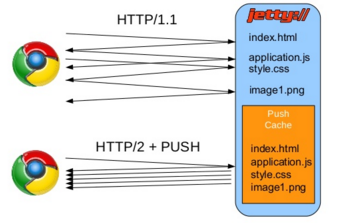 HTTP/1.1
jetty://
index.html
application.js
style.css
image1.png
HTTP/2 + PUSH
Push
Cache
index.html
application.js
style.css
image1.png